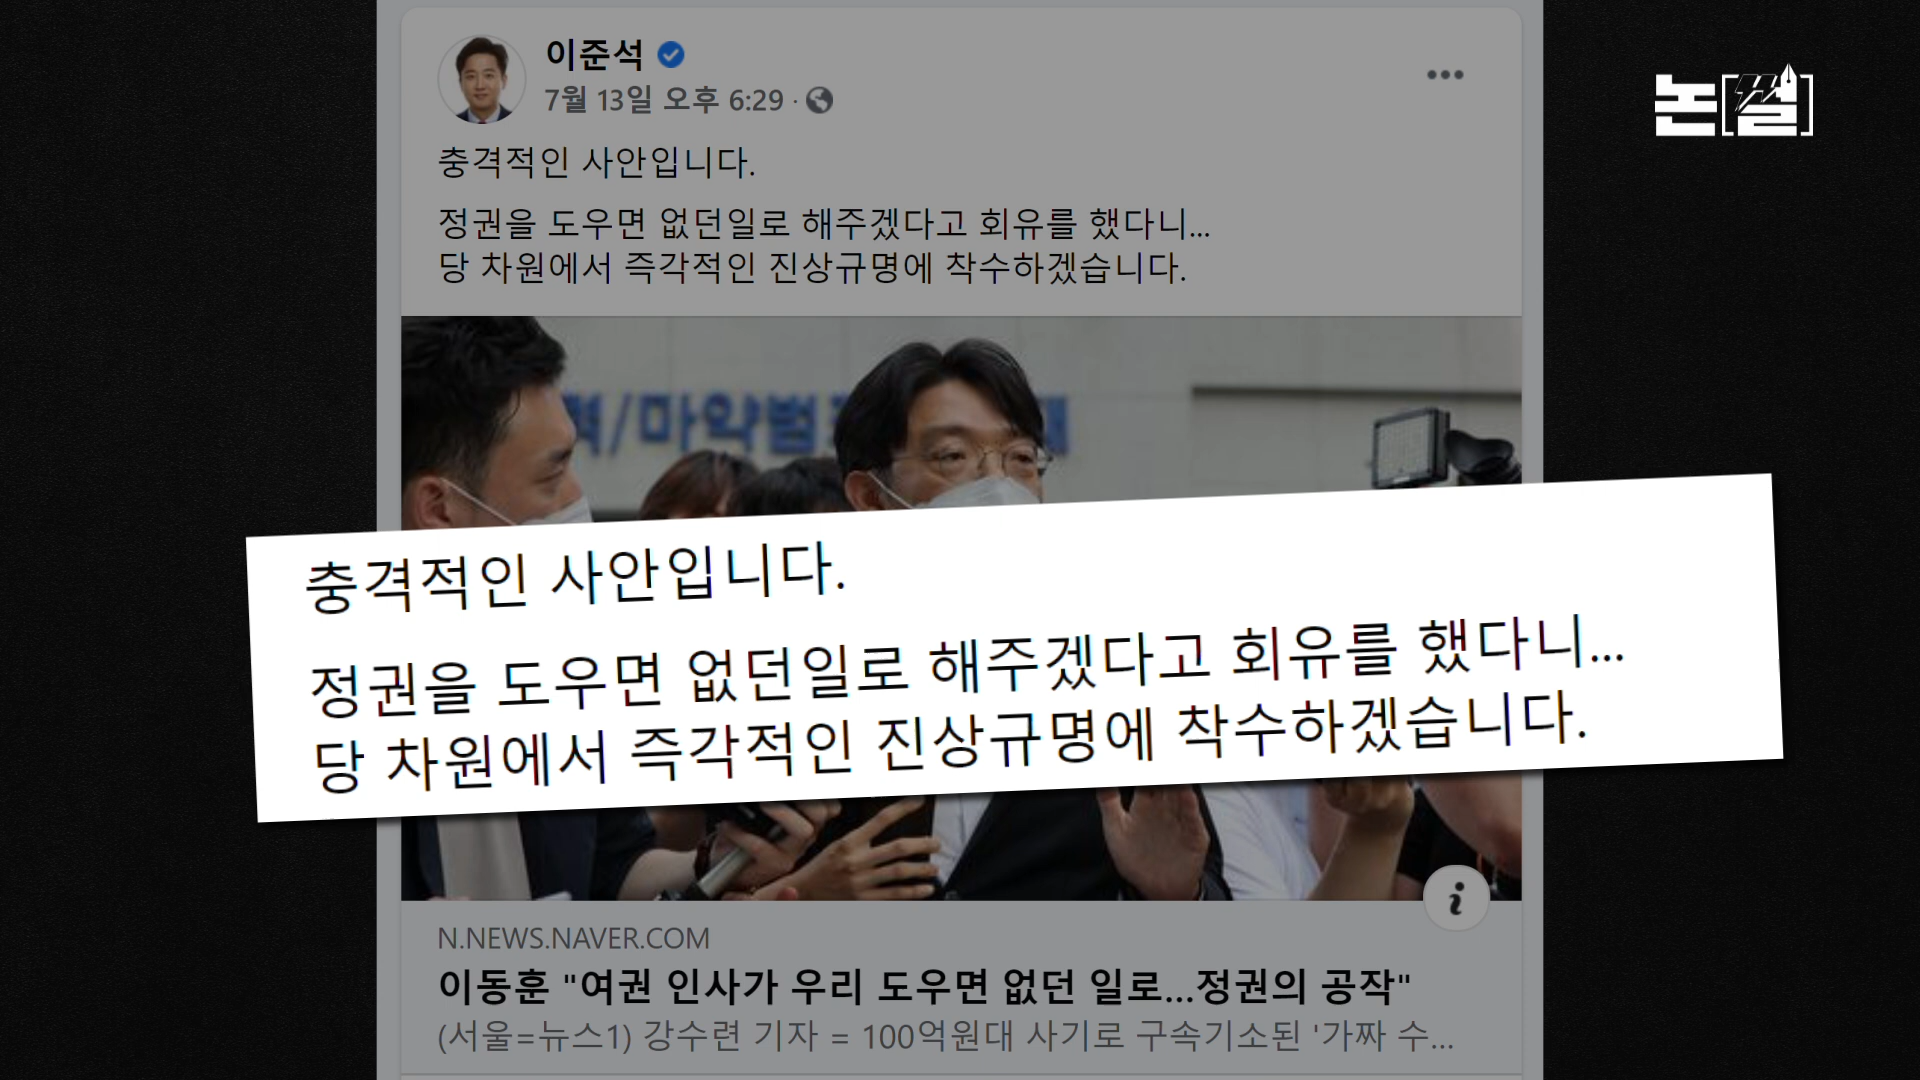 이준석
7월 13일 오후 6:29
충격적인 사안입니다.
정권을 도우면 없던일로 해주겠다고 회유를 했다니...
당 차원에서 즉각적인 진상규명에 착수하겠습니다.
논[썰]
/마약범
충격적인 사안입니다.
정권을 도우면 없던일로 해주겠다고 회유를 했다니...
당 차원에서 즉각적인 진상규명에 착수하겠습니다.
N.NEWS.NAVER.COM
이동훈 "여권 인사가 우리 도우면 없던 일로...정권의 공작"
(서울=뉴스1) 강수련 기자 = 100억원대 사기로 구속기소된 '가짜 수...